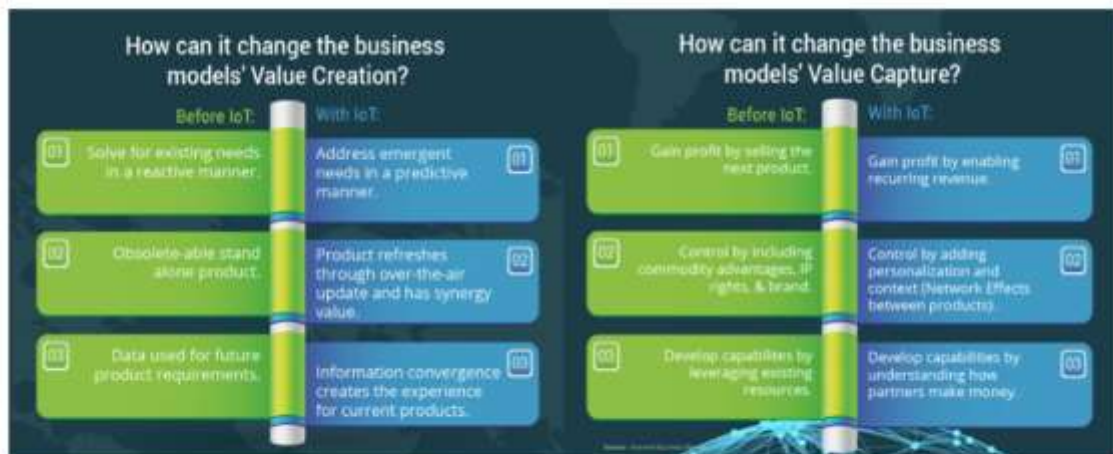 How can it change the business
models' Value Creation?
Before IoT:
With IoT:
01
Solve for existing needs
in a reactive manner.
Address emergent
needs in a predictive
manner.
01
02
Obsolete-able stand
alone product.
Product refreshes
through over-the-air
update and has synergy
value.
02
03
Data used for future
product requirements.
Information convergence
creates the experience
for current products.
03
How can it change the business
models' Value Capture?
Before IoT:
With IoT:
01
Gain profit by selling the
next product.
Gain profit by enabling
recurring revenue.
01
02
Control by including
commodity advantages, IP
rights, & brand.
Control by adding
personalization and
context (Network Effects
between products).
02
03
Develop capabilites by
leveraging existing
resources.
Develop capabilities by
understanding how
partners make money.
03